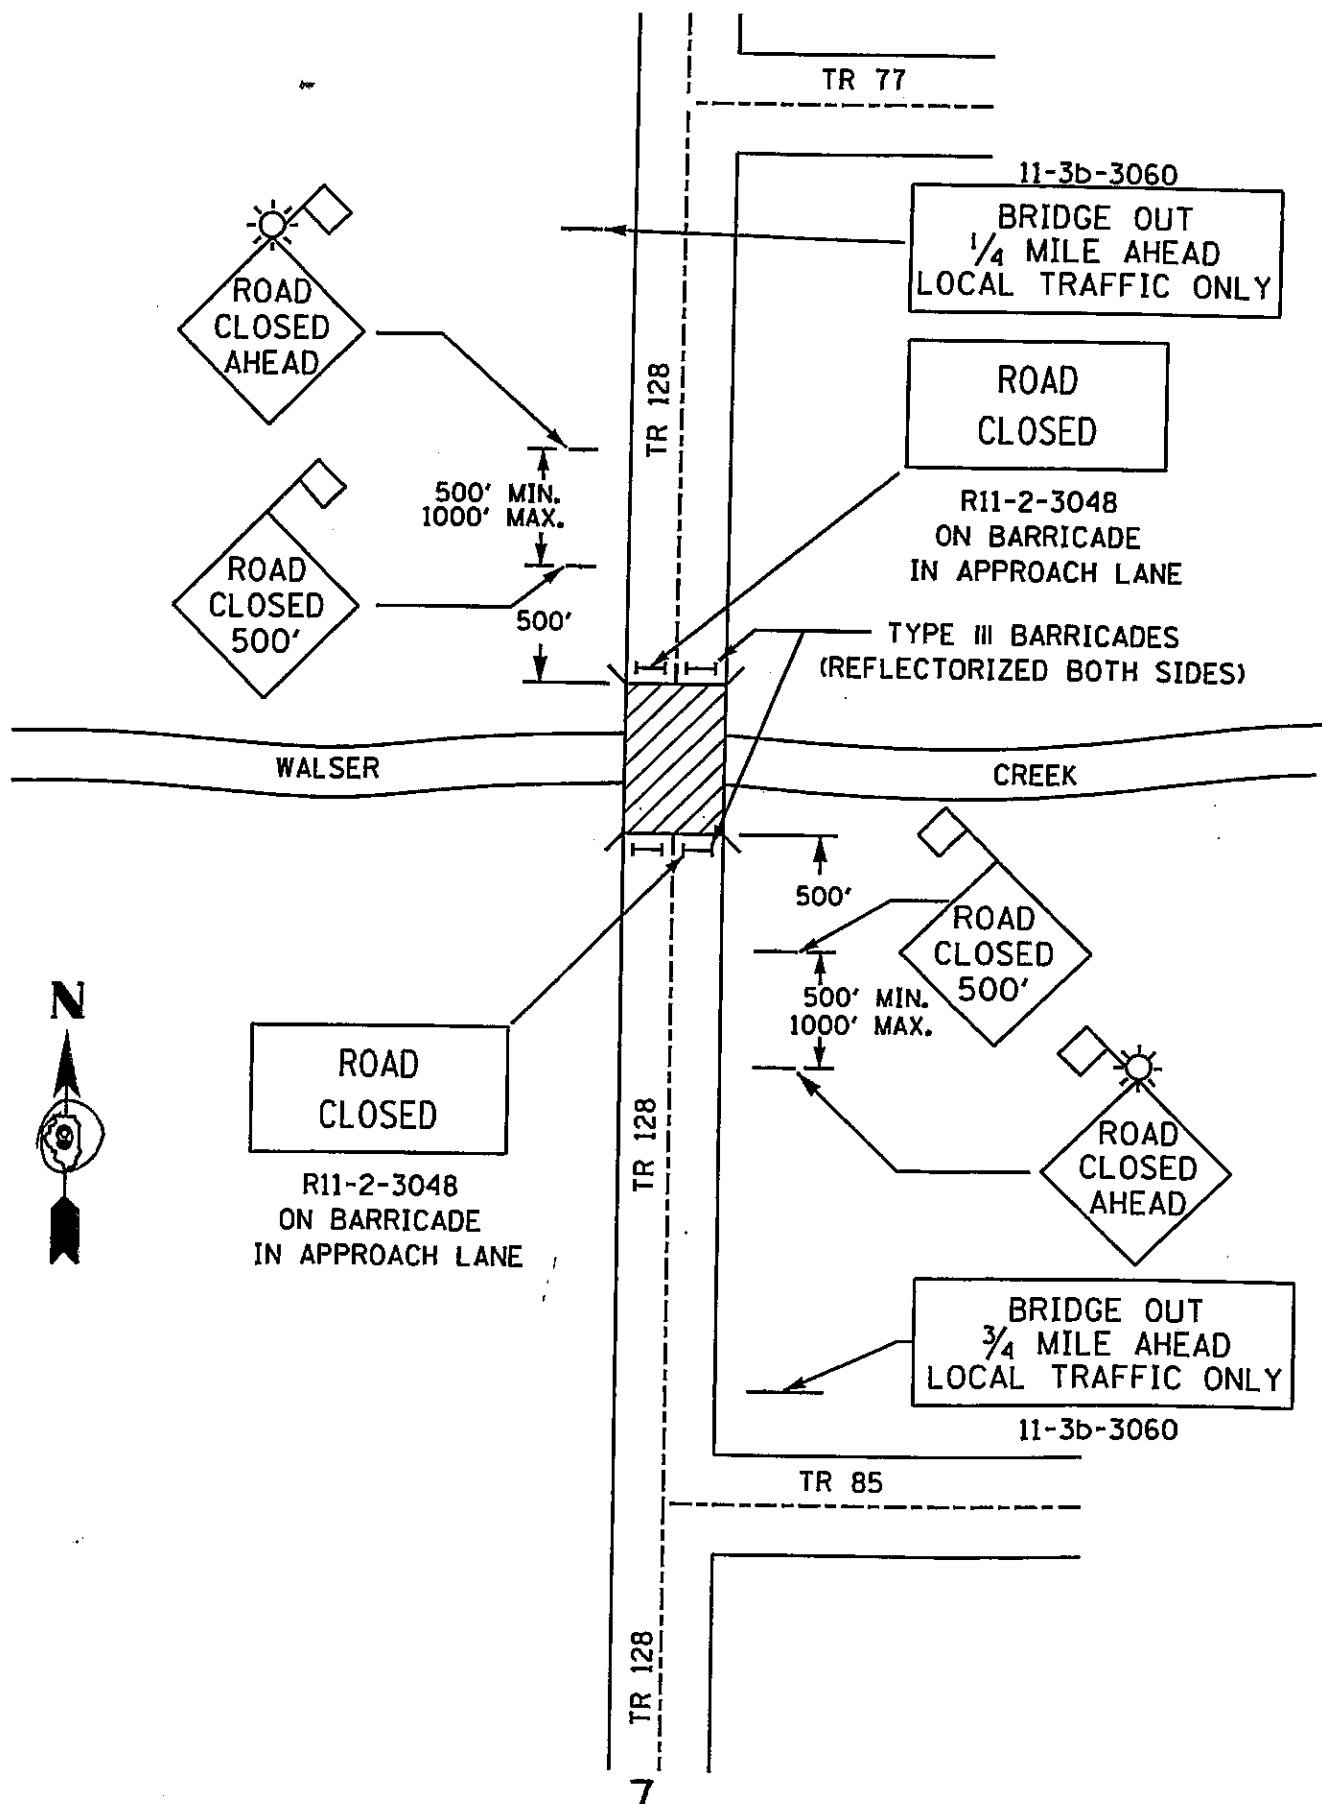 TR 77
11-3b-3060
BRIDGE OUT
1/4 MILE AHEAD
LOCAL TRAFFIC ONLY
ROAD
CLOSED
AHEAD
TR 128
ROAD
CLOSED
R11-2-3048
ON BARRICADE
IN APPROACH LANE
500' MIN.
1000' MAX.
ROAD
CLOSED
500'
500'
TYPE III BARRICADES
(REFLECTORIZED BOTH SIDES)
WALSER
CREEK
500'
ROAD
CLOSED
500'
500' MIN.
1000' MAX.
N
ROAD
CLOSED
R11-2-3048
ON BARRICADE
IN APPROACH LANE
TR 128
ROAD
CLOSED
AHEAD
BRIDGE OUT
3/4 MILE AHEAD
LOCAL TRAFFIC ONLY
11-3b-3060
TR 85
TR 128
7